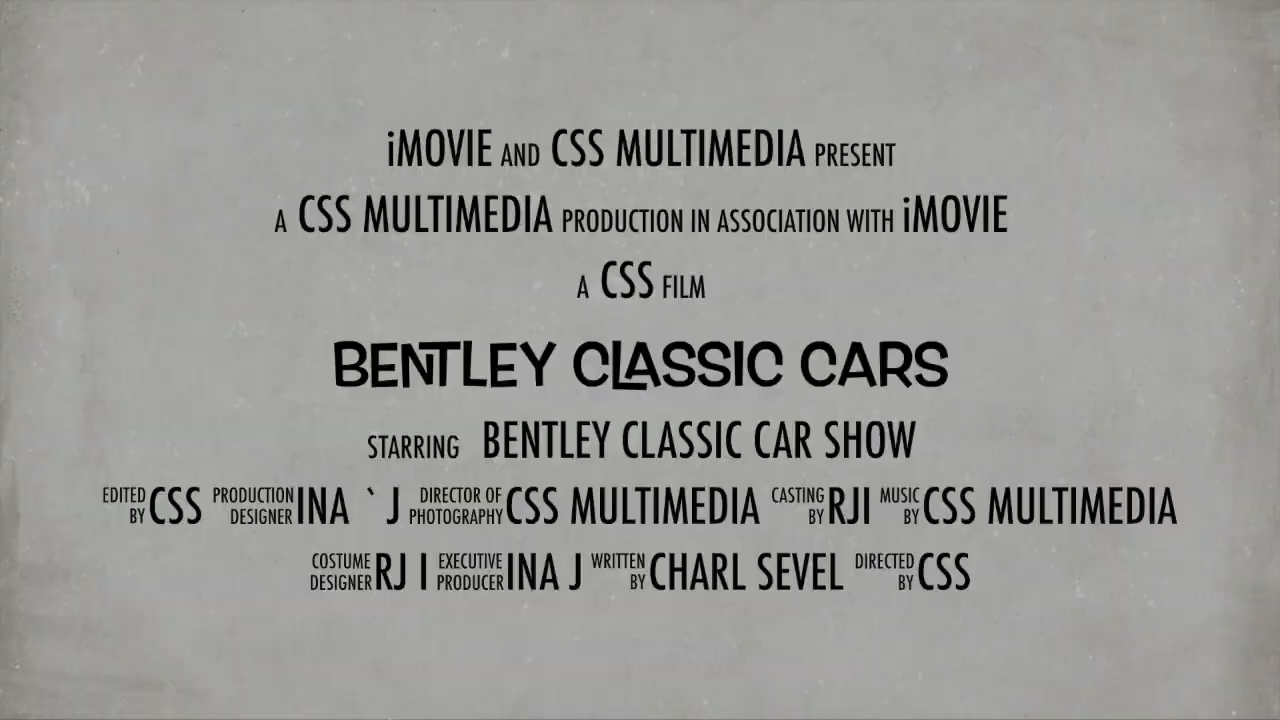 iMOVIE AND CSS MULTIMEDIA PRESENT
A CSS MULTIMEDIA PRODUCTION IN ASSOCIATION WITH iMOVIE
A CSS FILM
BENTLEY CLASSIC CARS
STARRING BENTLEY CLASSIC CAR SHOW
EDITED BY CSS PRODUCTION DESIGNER INA ` J DIRECTOR OF PHOTOGRAPHY CSS MULTIMEDIA CASTING BY RJI MUSIC BY CSS MULTIMEDIA
COSTUME DESIGNER RJ I EXECUTIVE PRODUCER INA J WRITTEN BY CHARL SEVEL DIRECTED BY CSS